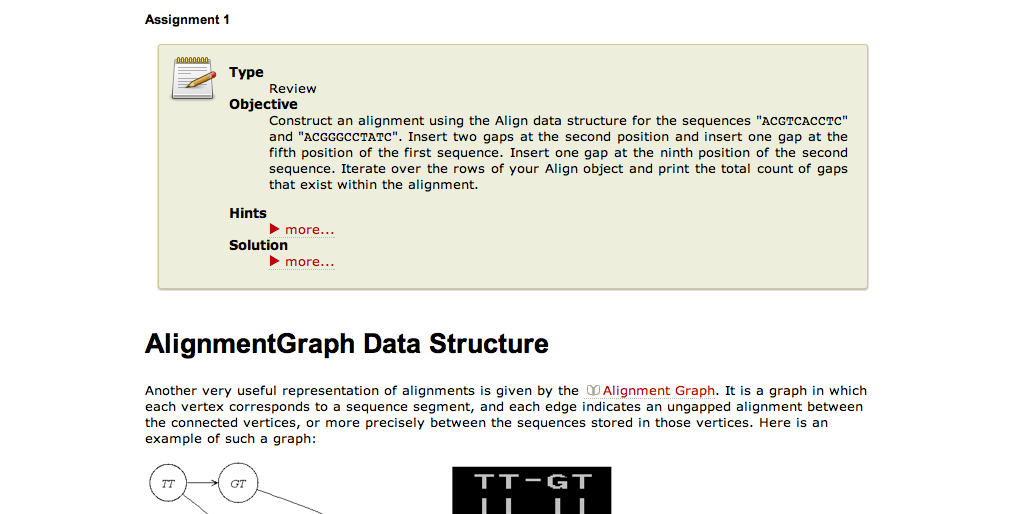 Assignment 1
Type
Review
Objective
Construct an alignment using the Align data structure for the sequences "ACGTCACCTC"
and "ACGGGCCTATC". Insert two gaps at the second position and insert one gap at the
fifth position of the first sequence. Insert one gap at the ninth position of the second
sequence. Iterate over the rows of your Align object and print the total count of gaps
that exist within the alignment.
Hints
more...
Solution
more...
AlignmentGraph Data Structure
Another very useful representation of alignments is given by the Alignment Graph. It is a graph in which
each vertex corresponds to a sequence segment, and each edge indicates an ungapped alignment between
the connected vertices, or more precisely between the sequences stored in those vertices. Here is an
example of such a graph:
TT GT
TT-GT